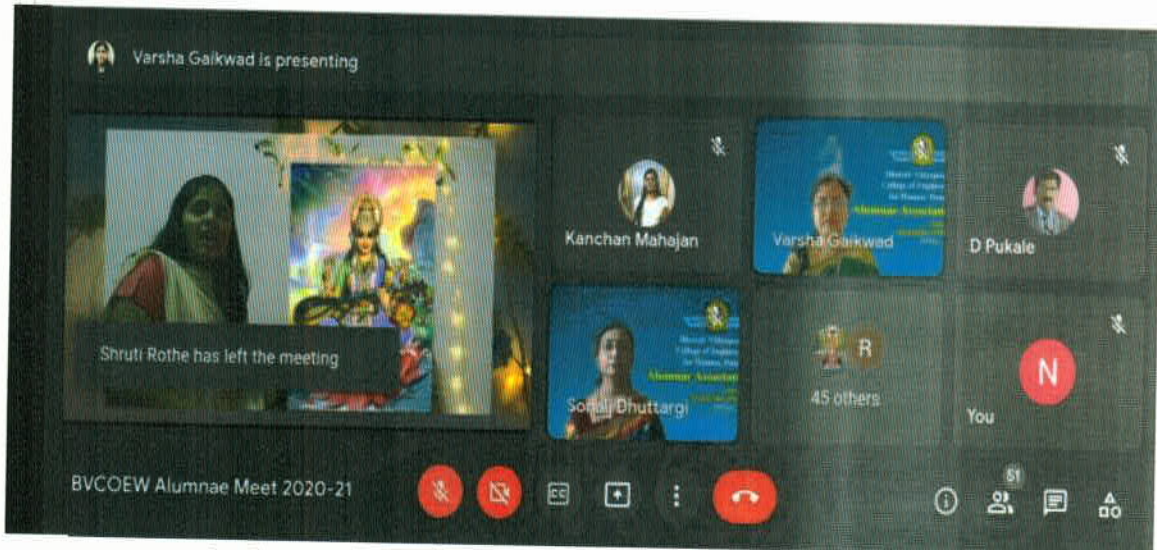 Varsha Gaikwad is presenting
Shruti Rothe has left the meeting
Kanchan Mahajan
Varsha Gaikwad
D Pukale
Sonali Dhuttargi
R
45 others
N
You
BVCOEW Alumnae Meet 2020-21
CC
51